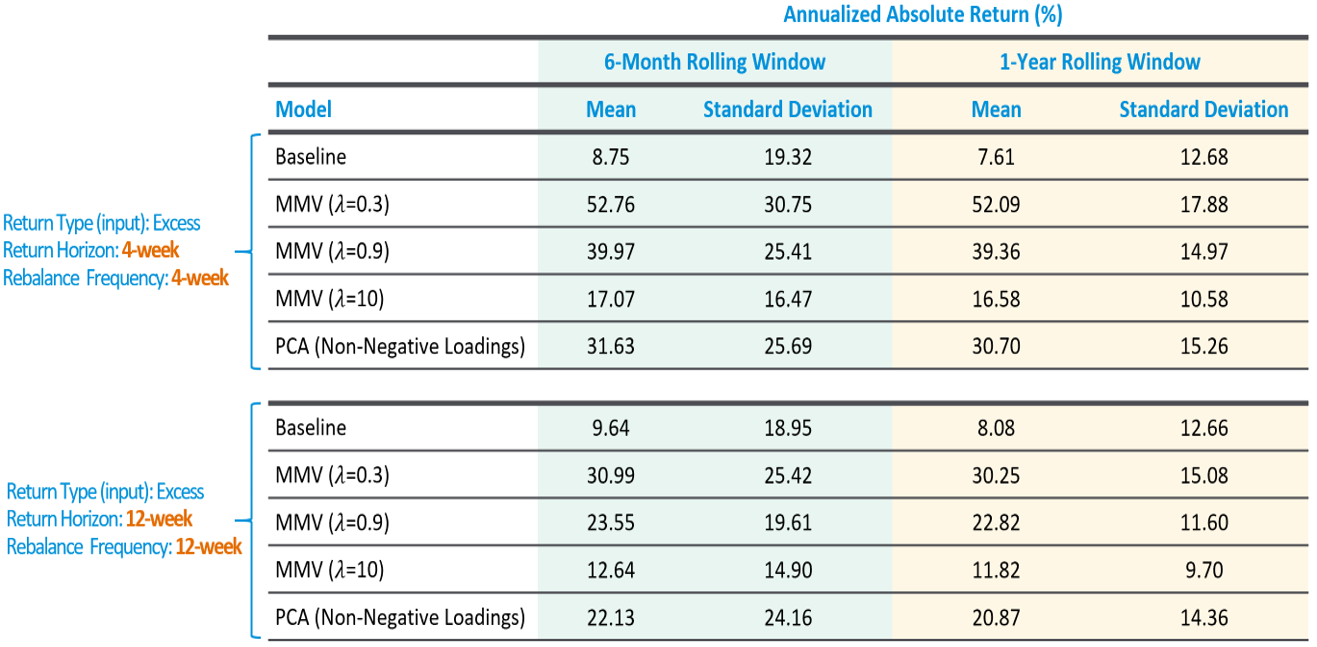 Annualized Absolute Return (%)
6-Month Rolling Window 1-Year Rolling Window
Model Mean Standard Deviation Mean Standard Deviation
Baseline 8.75 19.32 7.61 12.68
MMV (λ=0.3) 52.76 30.75 52.09 17.88
MMV (λ=0.9) 39.97 25.41 39.36 14.97
MMV (λ=10) 17.07 16.47 16.58 10.58
PCA (Non-Negative Loadings) 31.63 25.69 30.70 15.26
Return Type (input): Excess
Return Horizon: 4-week
Rebalance Frequency: 4-week
Baseline 9.64 18.95 8.08 12.66
MMV (λ=0.3) 30.99 25.42 30.25 15.08
MMV (λ=0.9) 23.55 19.61 22.82 11.60
MMV (λ=10) 12.64 14.90 11.82 9.70
PCA (Non-Negative Loadings) 22.13 24.16 20.87 14.36
Return Type (input): Excess
Return Horizon: 12-week
Rebalance Frequency: 12-week